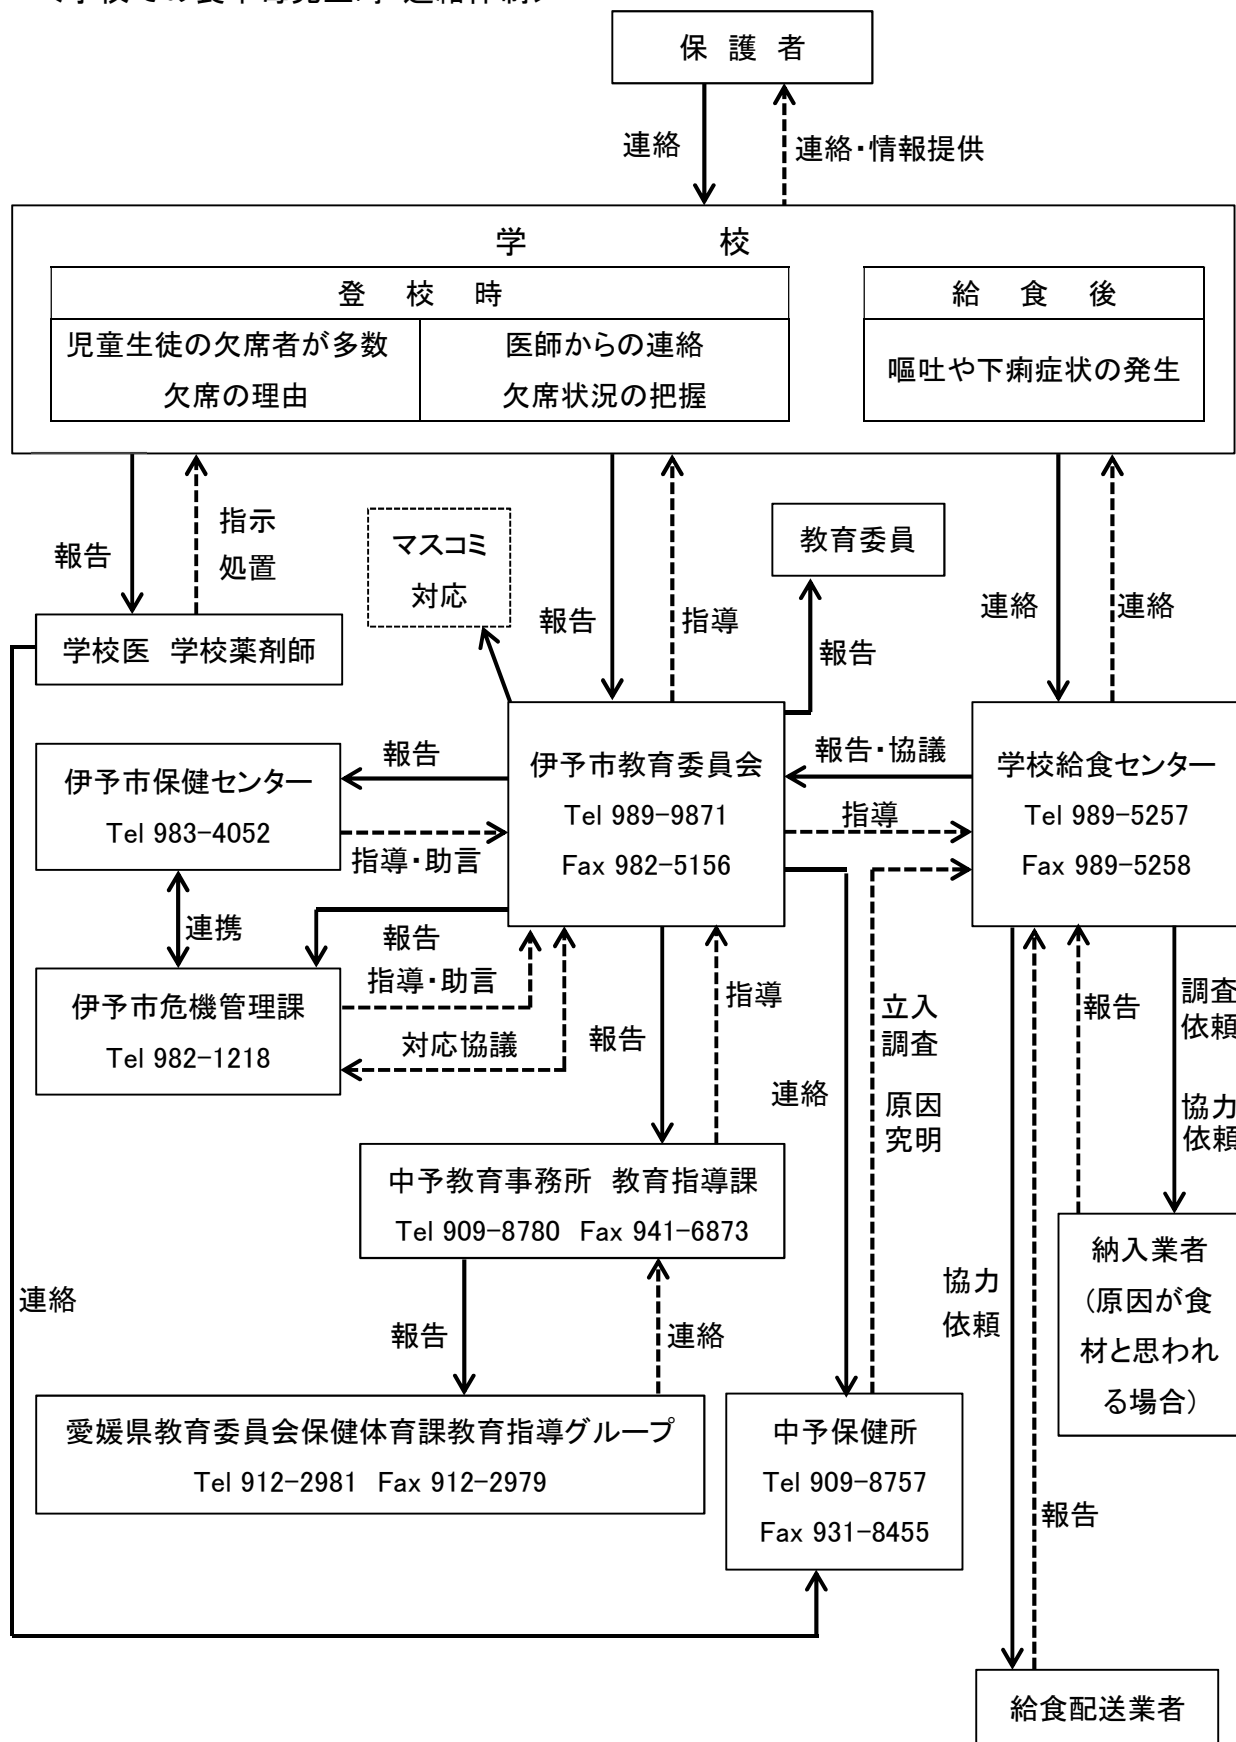 保 護 者
連絡
連絡・情報提供
学 校
登 校 時
給 食 後
児童生徒の欠席者が多数
欠席の理由
医師からの連絡
欠席状況の把握
嘔吐や下痢症状の発生
報告
指示
処置
マスコミ
対応
報告
指導
教育委員
報告
連絡
連絡
学校医 学校薬剤師
伊予市保健センター
Tel 983-4052
報告
指導・助言
伊予市教育委員会
Tel 989-9871
Fax 982-5156
報告・協議
指導
学校給食センター
Tel 989-5257
Fax 989-5258
連携
報告
指導・助言
対応協議
伊予市危機管理課
Tel 982-1218
報告
指導
連絡
立入
調査
原因
究明
報告
調査
依頼
協力
依頼
中予教育事務所 教育指導課
Tel 909-8780 Fax 941-6873
納入業者
(原因が食
材と思われ
る場合)
連絡
報告
連絡
協力
依頼
愛媛県教育委員会保健体育課教育指導グループ
Tel 912-2981 Fax 912-2979
中予保健所
Tel 909-8757
Fax 931-8455
報告
給食配送業者